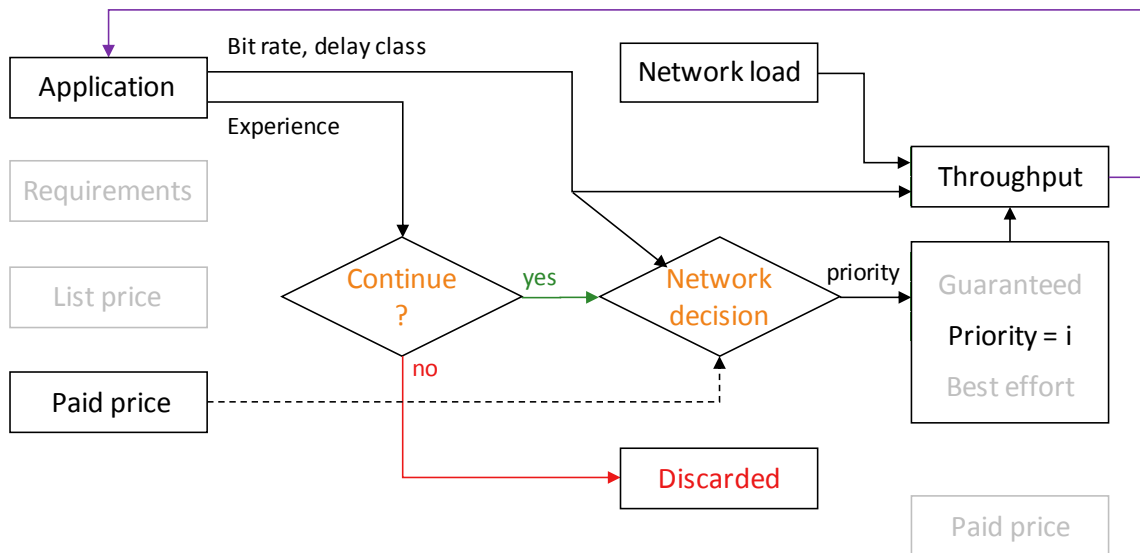 Bit rate, delay class
Application
Network load
Experience
Requirements
Throughput
List price
Continue
?
yes
Network
decision
priority
Guaranteed
Priority = i
Best effort
no
Paid price
Discarded
Paid price